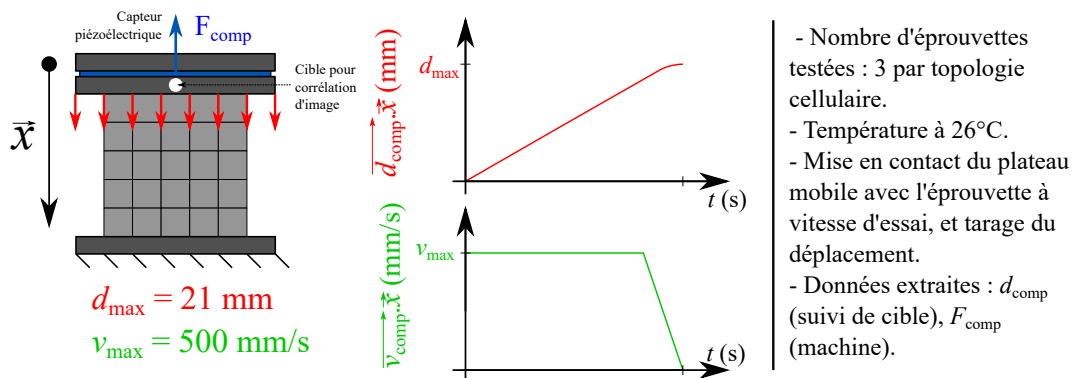 Capteur
piézoélectrique
F_comp
Cible pour
corrélation
d'image
x⃗
d_max = 21 mm
v_max = 500 mm/s
d_max
d_comp.x⃗ (mm)
t (s)
v_max
v_comp.x⃗ (mm/s)
t (s)
- Nombre d'éprouvettes
testées : 3 par topologie
cellulaire.
- Température à 26°C.
- Mise en contact du plateau
mobile avec l'éprouvette à
vitesse d'essai, et tarage du
déplacement.
- Données extraites : d_comp
(suivi de cible), F_comp
(machine).